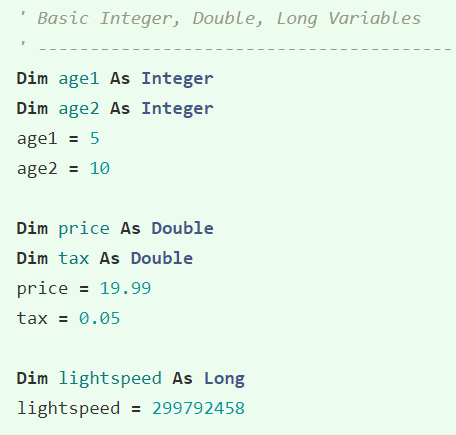 ' Basic Integer, Double, Long Variables
' ----------------------------------------
Dim age1 As Integer
Dim age2 As Integer
age1 = 5
age2 = 10
Dim price As Double
Dim tax As Double
price = 19.99
tax = 0.05
Dim lightspeed As Long
lightspeed = 299792458